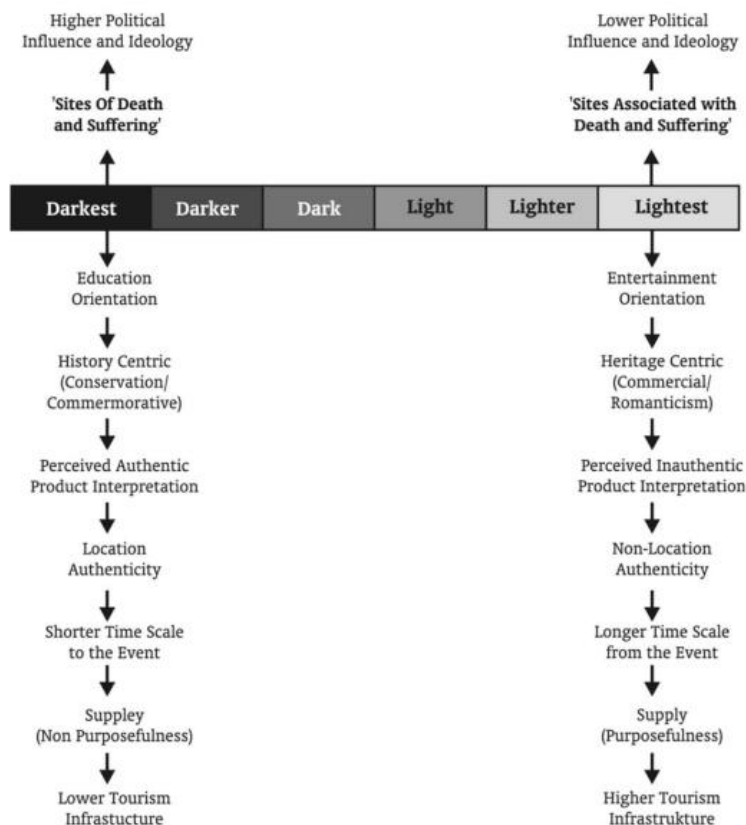 Higher Political
Influence and Ideology
Lower Political
Influence and Ideology
'Sites Of Death
and Suffering'
'Sites Associated with
Death and Suffering'
Darkest Darker Dark Light Lighter Lightest
Education
Orientation
History Centric
(Conservation/
Commermorative)
Perceived Authentic
Product Interpretation
Location
Authenticity
Shorter Time Scale
to the Event
Suppley
(Non Purposefulness)
Lower Tourism
Infrastucture
Entertainment
Orientation
Heritage Centric
(Commercial/
Romanticism)
Perceived Inauthentic
Product Interpretation
Non-Location
Authenticity
Longer Time Scale
from the Event
Supply
(Purposefulness)
Higher Tourism
Infrastrukture